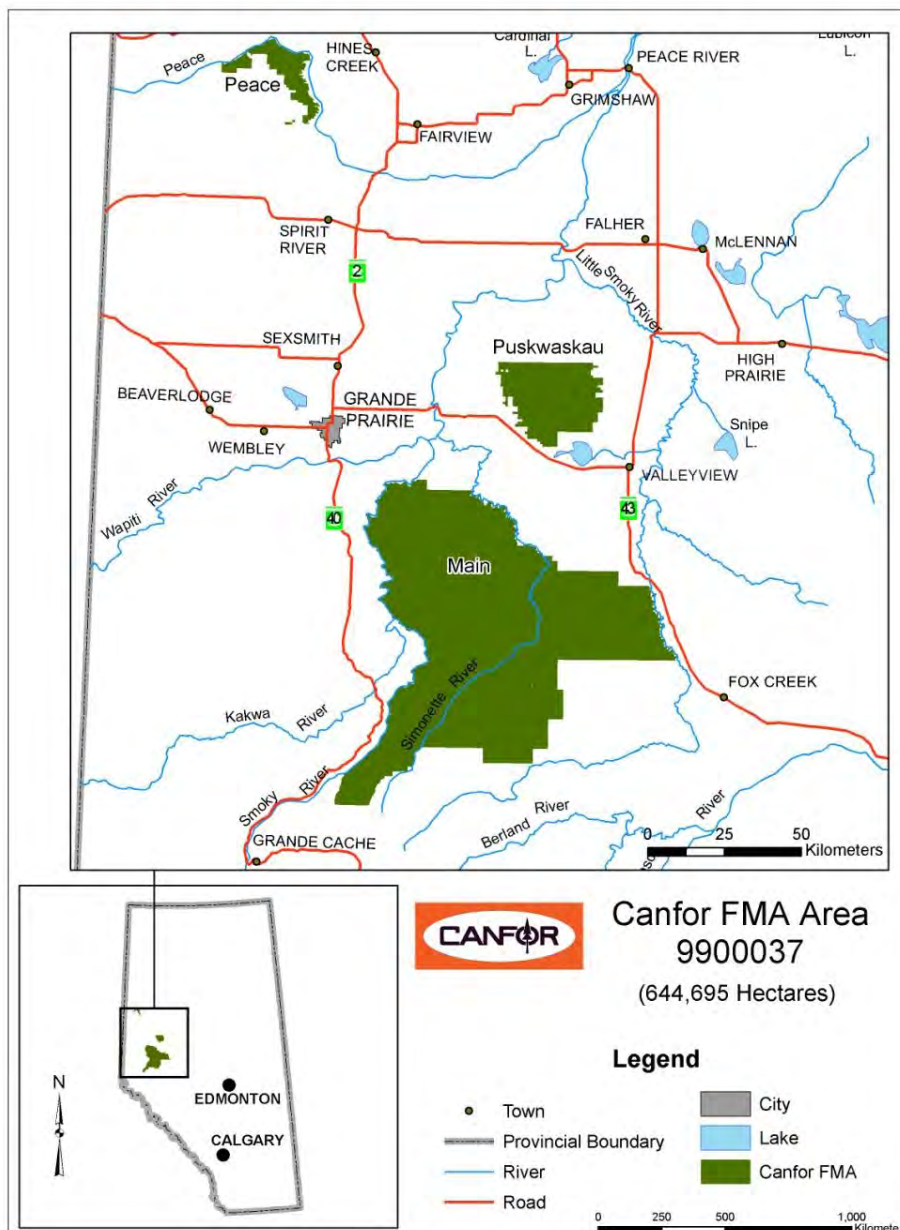 Cardinal
L.
Lubicon
L.
HINES
CREEK
Peace
PEACE RIVER
Peace
GRIMSHAW
FAIRVIEW
SPIRIT
RIVER
FALHER
McLENNAN
Little Smoky River
2
SEXSMITH
Puskwaskau
HIGH
PRAIRIE
BEAVERLODGE
GRANDE
PRAIRIE
WEMBLEY
Snipe
L.
VALLEYVIEW
Wapiti River
40
43
Main
FOX CREEK
Simonette River
Kakwa River
Smoky River
Berland River
River
GRANDE CACHE
0 25 50
Kilometers
CANFOR
Canfor FMA Area
9900037
(644,695 Hectares)
Legend
Town
Provincial Boundary
River
Road
City
Lake
Canfor FMA
N
EDMONTON
CALGARY
0 250 500 1,000